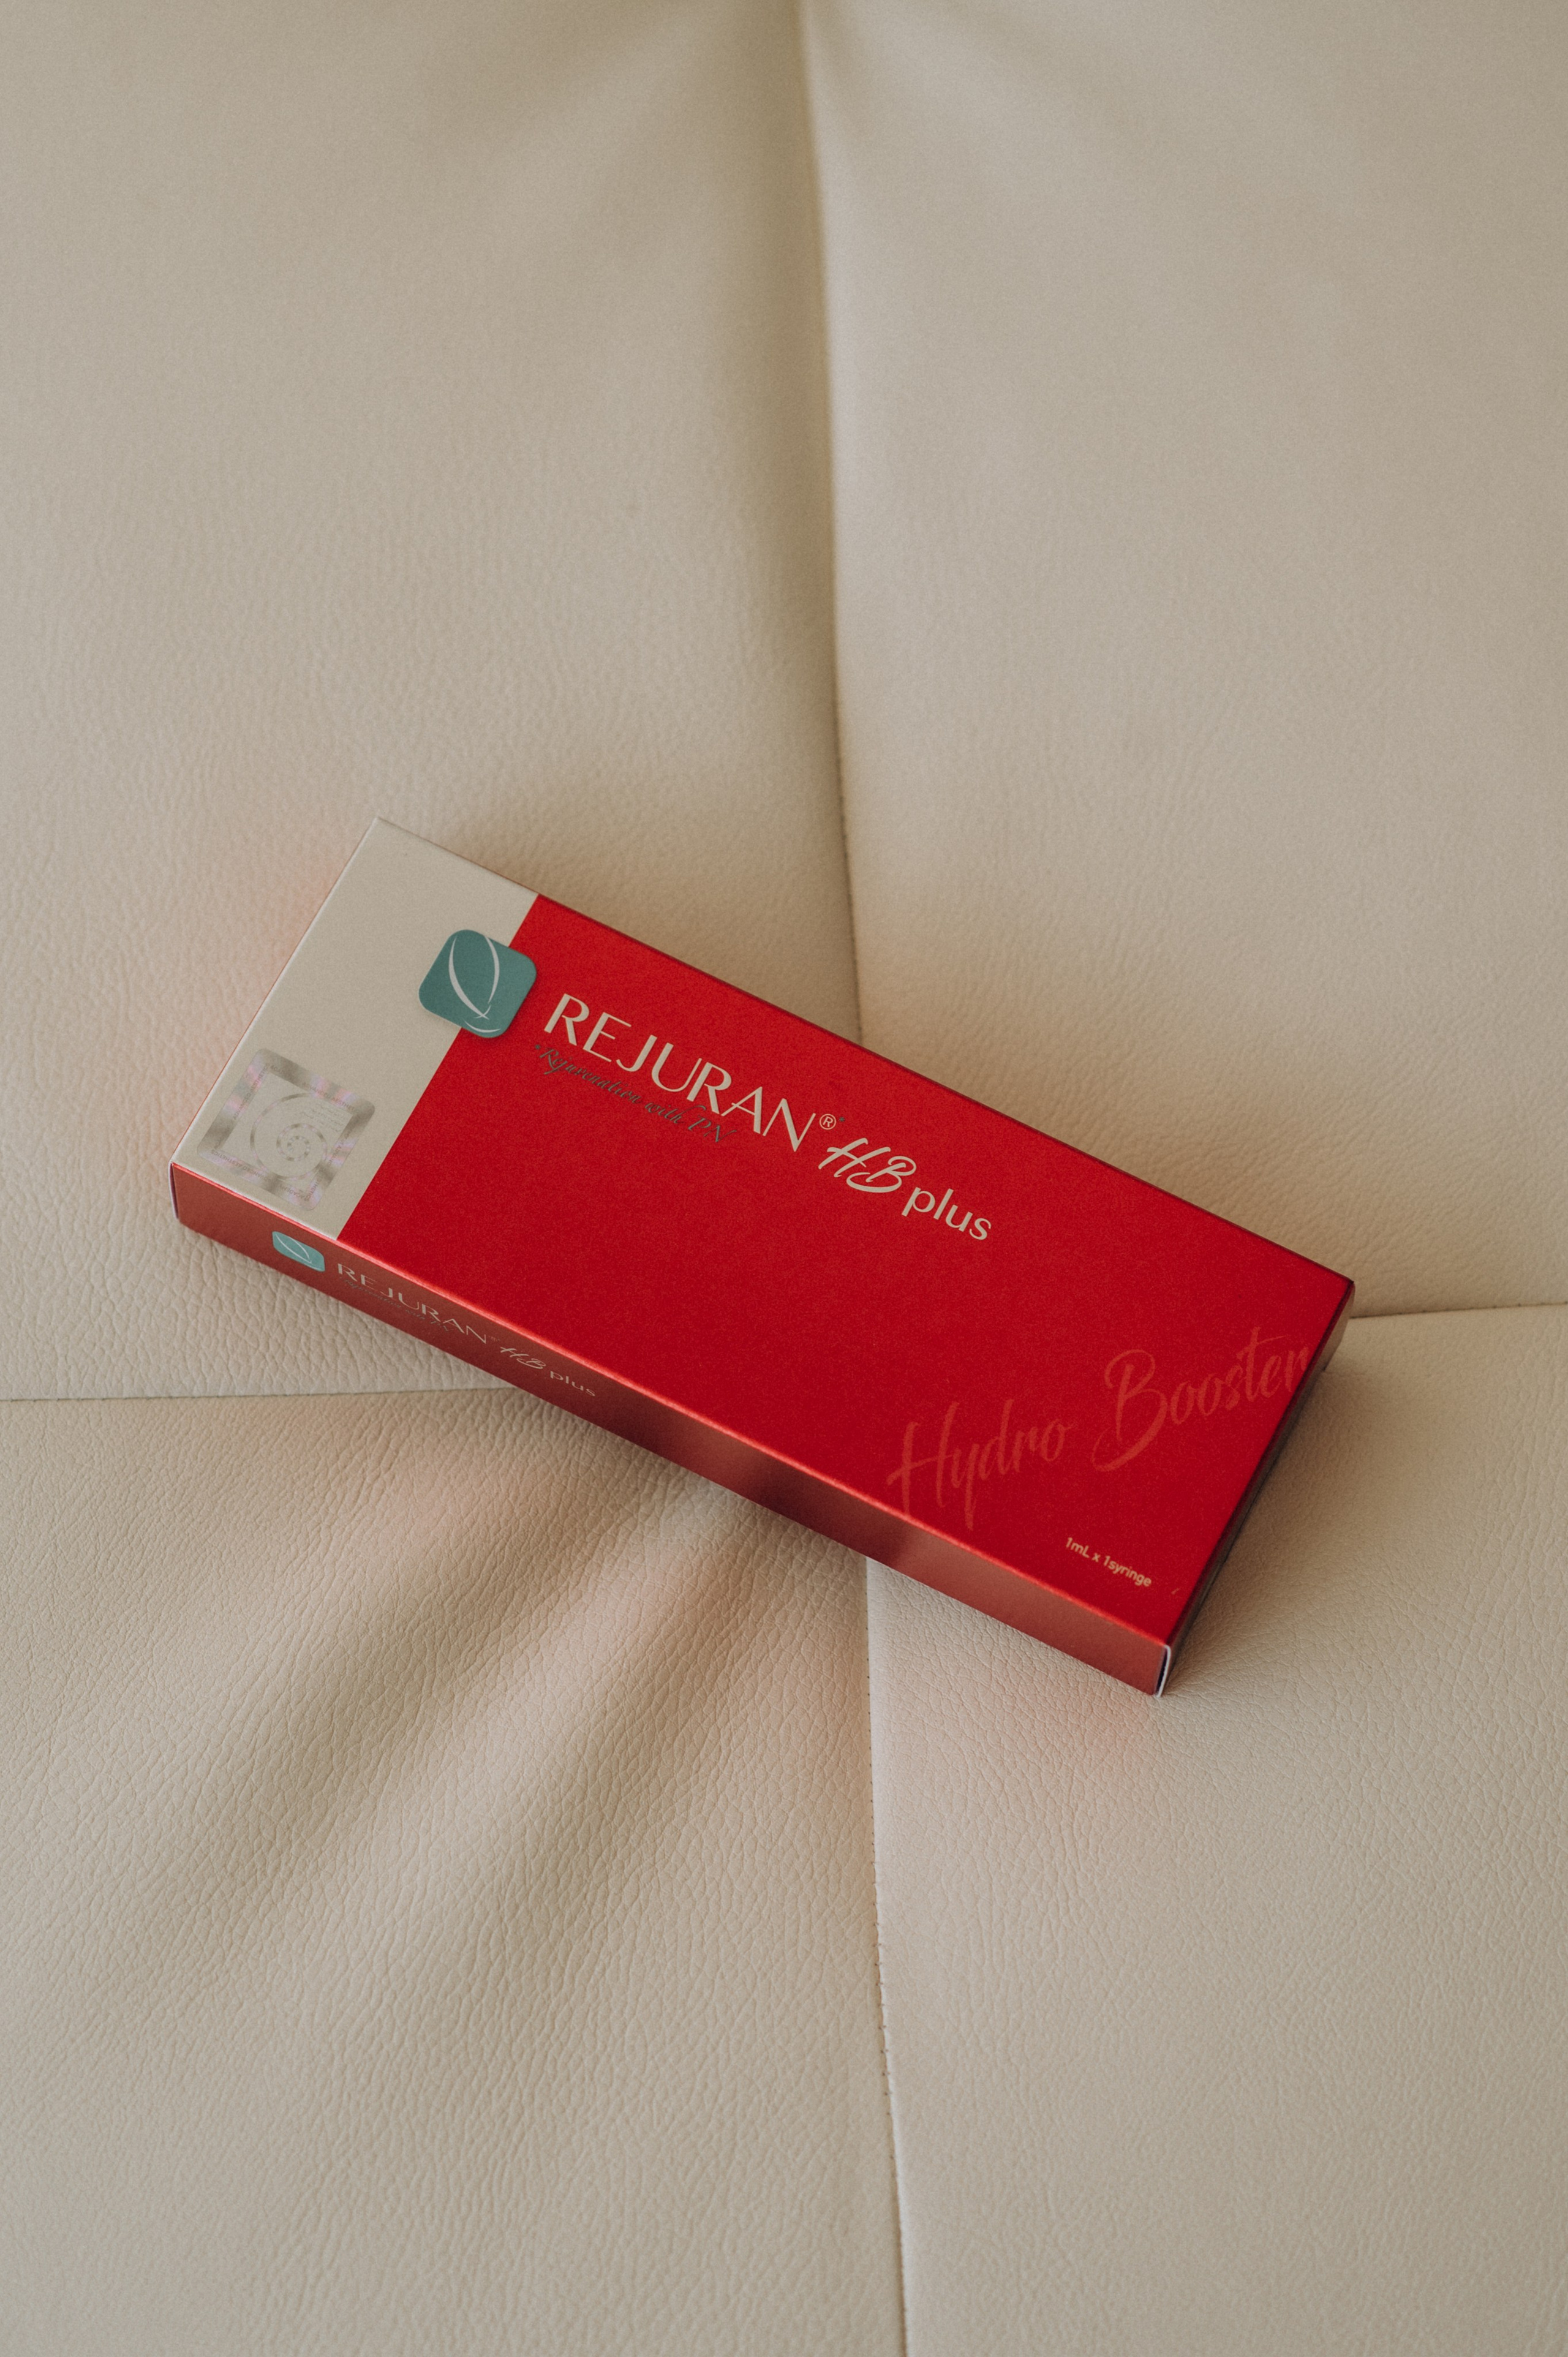 REJURAN® HB plus
"Rejuvenation with PN"
Hydro Booster
1mL x 1syringe
REJURAN® HB plus